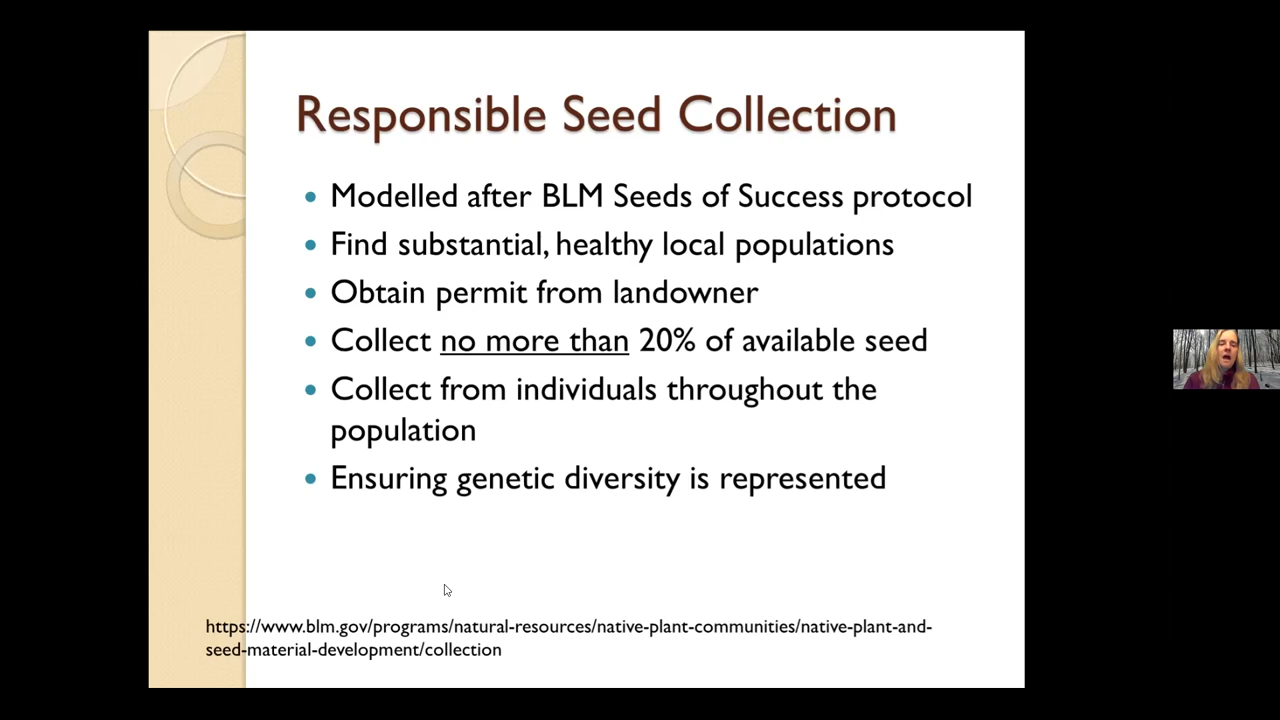 Responsible Seed Collection
Modelled after BLM Seeds of Success protocol
Find substantial, healthy local populations
Obtain permit from landowner
Collect no more than 20% of available seed
Collect from individuals throughout the
population
Ensuring genetic diversity is represented
https://www.blm.gov/programs/natural-resources/native-plant-communities/native-plant-and-
seed-material-development/collection